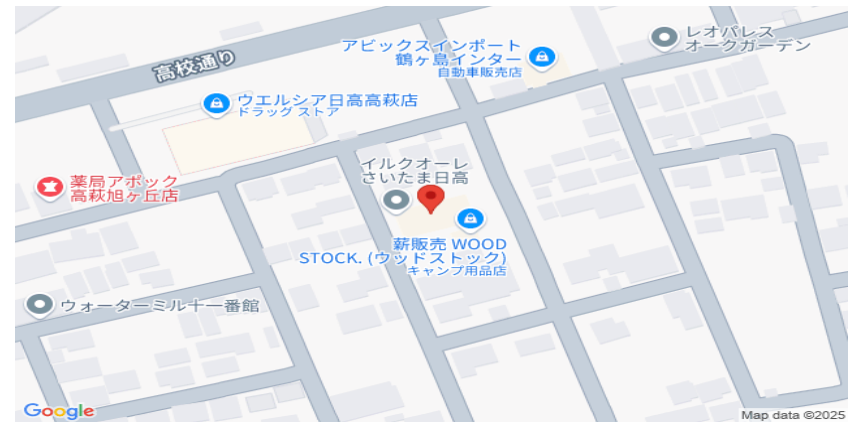 レオパレス
オークガーデン
アビックスインポート
鶴ヶ島インター
自動車販売店
高校通り
ウエルシア日高高萩店
ドラッグ ストア
イルクオーレ
さいたま日高
薬局アポック
高萩旭ヶ丘店
薪販売 WOOD
STOCK. (ウッドストック)
キャンプ用品店
ウォーターミル十一番館
Google
Map data ©2025